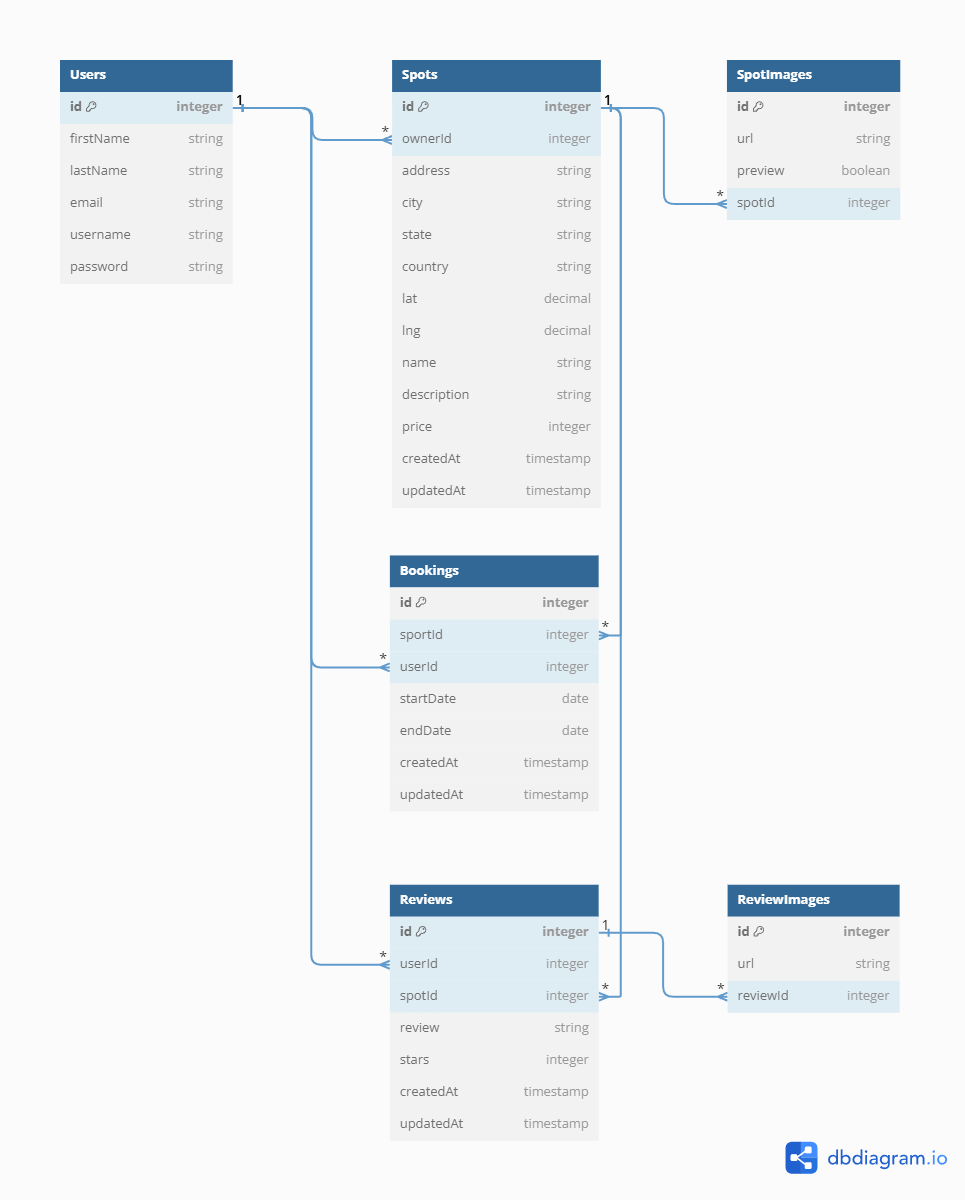 Users
id integer
firstName string
lastName string
email string
username string
password string
1
*
Spots
id integer
ownerId integer
address string
city string
state string
country string
lat decimal
lng decimal
name string
description string
price integer
createdAt timestamp
updatedAt timestamp
1
*
SpotImages
id integer
url string
preview boolean
spotId integer
Bookings
id integer
sportId integer
*
*
userId integer
startDate date
endDate date
createdAt timestamp
updatedAt timestamp
Reviews
id integer
1
*
userId integer
spotId integer
*
review string
stars integer
createdAt timestamp
updatedAt timestamp
*
ReviewImages
id integer
url string
reviewId integer
dbdiagram.io